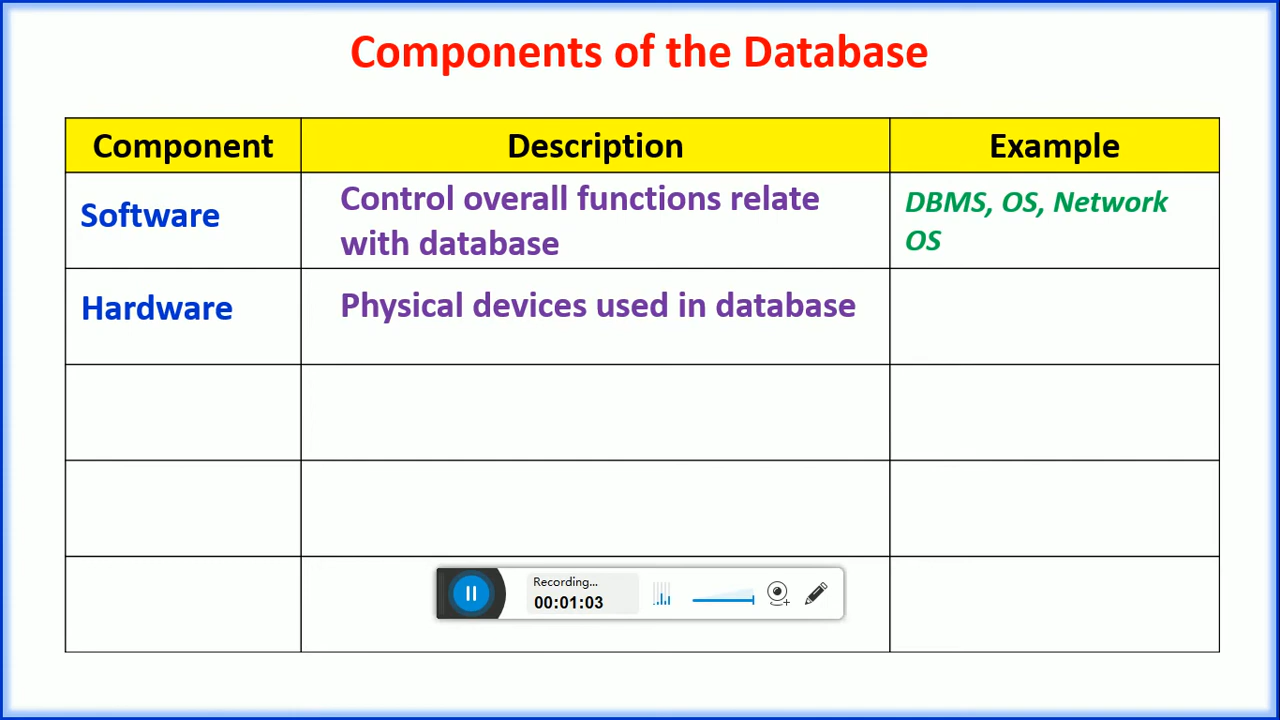 Components of the Database
Component Description Example
Software
Control overall functions relate
with database
DBMS, OS, Network
OS
Hardware
Physical devices used in database
Recording...
00:01:03